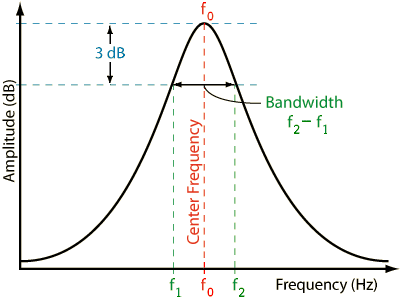 f₀
3 dB
Bandwidth
f₂ – f₁
Amplitude (dB)
Center Frequency
f₁
f₀
f₂
Frequency (Hz)